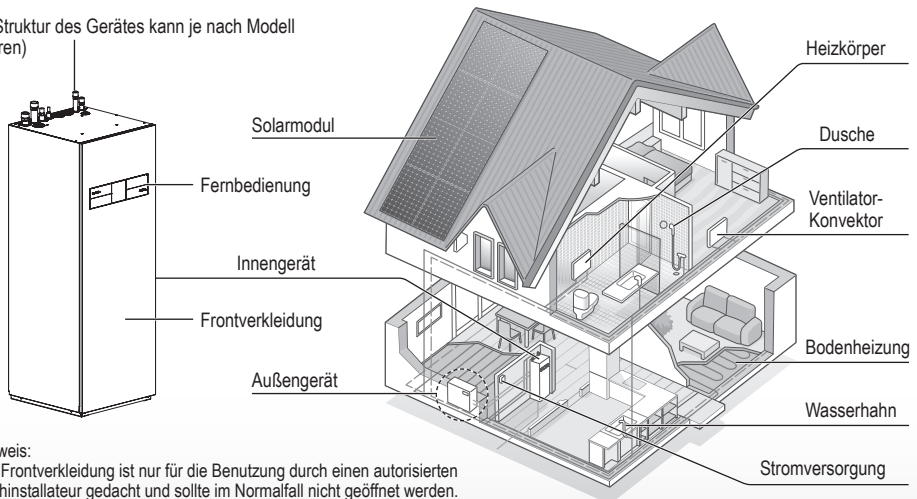 Struktur des Gerätes kann je nach Modell
ren)
Fernbedienung
Frontverkleidung
Solarmodul
Innengerät
Außengerät
Heizkörper
Dusche
Ventilator-
Konvektor
Bodenheizung
Wasserhahn
Stromversorgung
weis:
Frontverkleidung ist nur für die Benutzung durch einen autorisierten
hinstallateur gedacht und sollte im Normalfall nicht geöffnet werden.